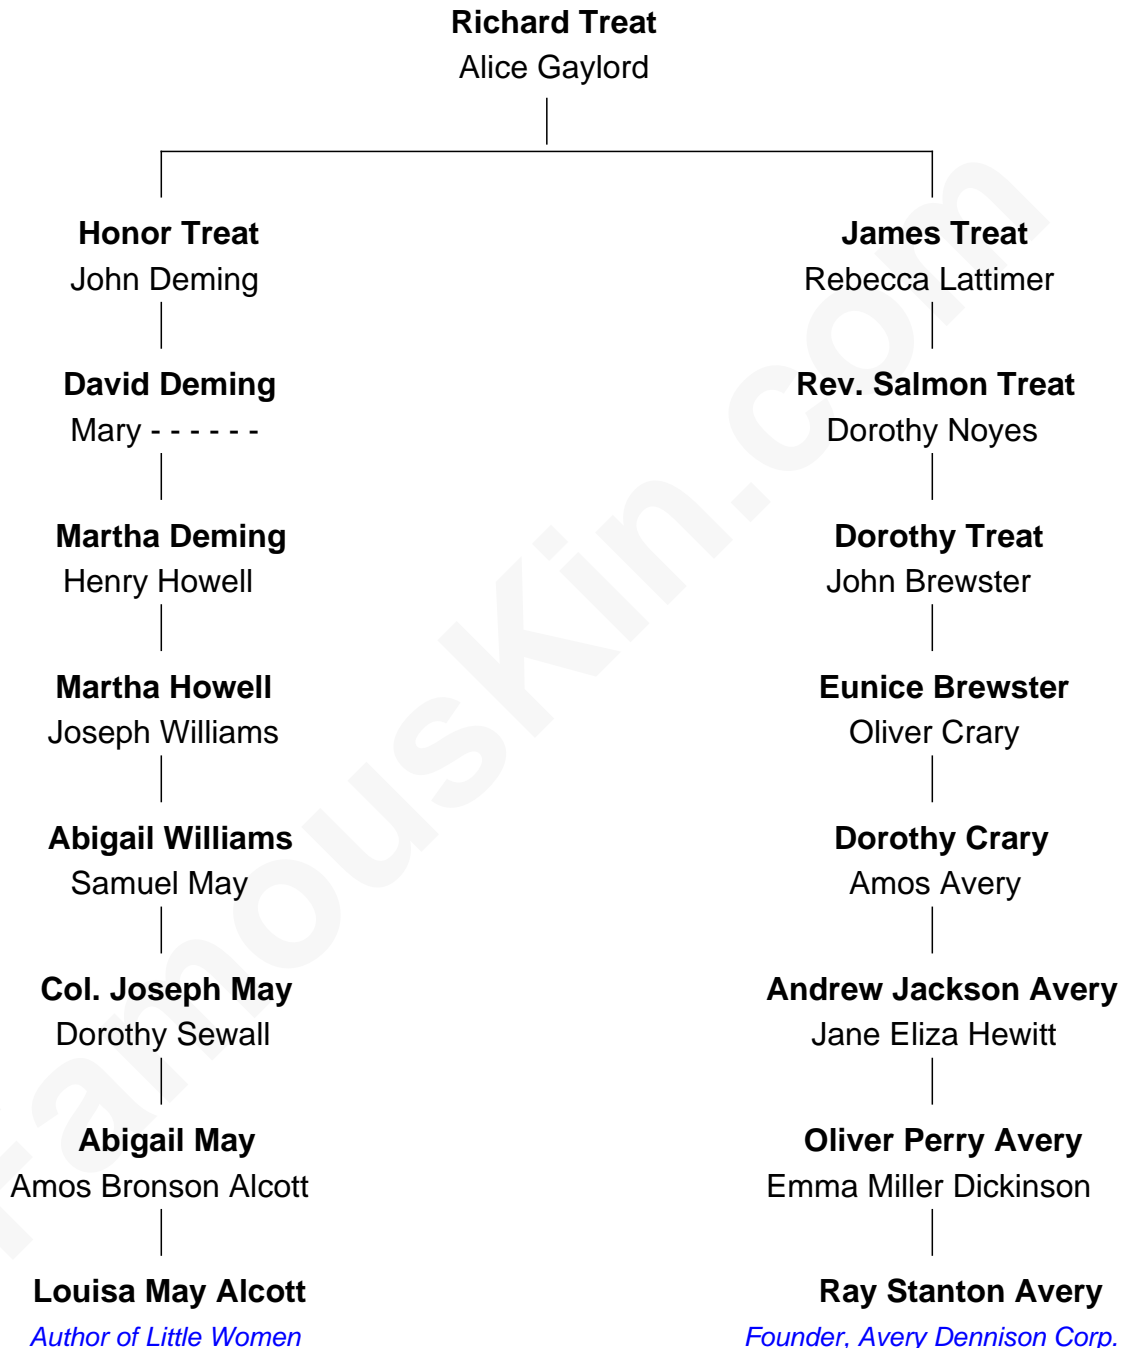 Richard Treat
Alice Gaylord
Honor Treat
John Deming
James Treat
Rebecca Lattimer
David Deming
Mary - - - - - -
Rev. Salmon Treat
Dorothy Noyes
Martha Deming
Henry Howell
Dorothy Treat
John Brewster
Martha Howell
Joseph Williams
Eunice Brewster
Oliver Crary
Abigail Williams
Samuel May
Dorothy Crary
Amos Avery
Col. Joseph May
Dorothy Sewall
Andrew Jackson Avery
Jane Eliza Hewitt
Abigail May
Amos Bronson Alcott
Oliver Perry Avery
Emma Miller Dickinson
Louisa May Alcott
Author of Little Women
Ray Stanton Avery
Founder, Avery Dennison Corp.
FamousKin.com